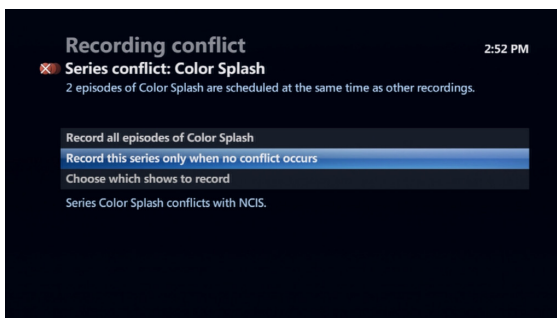 Recording conflict
2:52 PM
Series conflict: Color Splash
2 episodes of Color Splash are scheduled at the same time as other recordings.
Record all episodes of Color Splash
Record this series only when no conflict occurs
Choose which shows to record
Series Color Splash conflicts with NCIS.